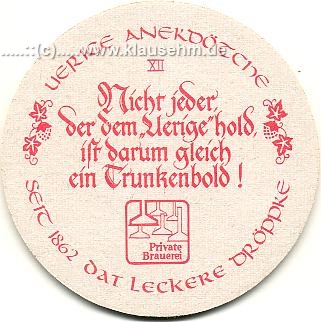 .....::(c):.... www.klausehm.de ::.....
UERIGE ANEKDÖTCHE
XII
Nicht jeder,
der dem „Uerige” hold,
ist darum gleich
ein Trunkenbold !
Private
Brauerei
SEIT 1862 DAT LECKERE DRÖPPKE